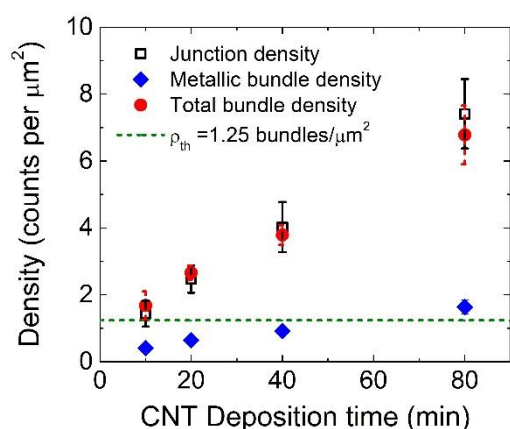 10
Junction density
Metallic bundle density
Total bundle density
ρth =1.25 bundles/μm²
8
6
4
2
0
Density (counts per μm²)
0 20 40 60 80
CNT Deposition time (min)